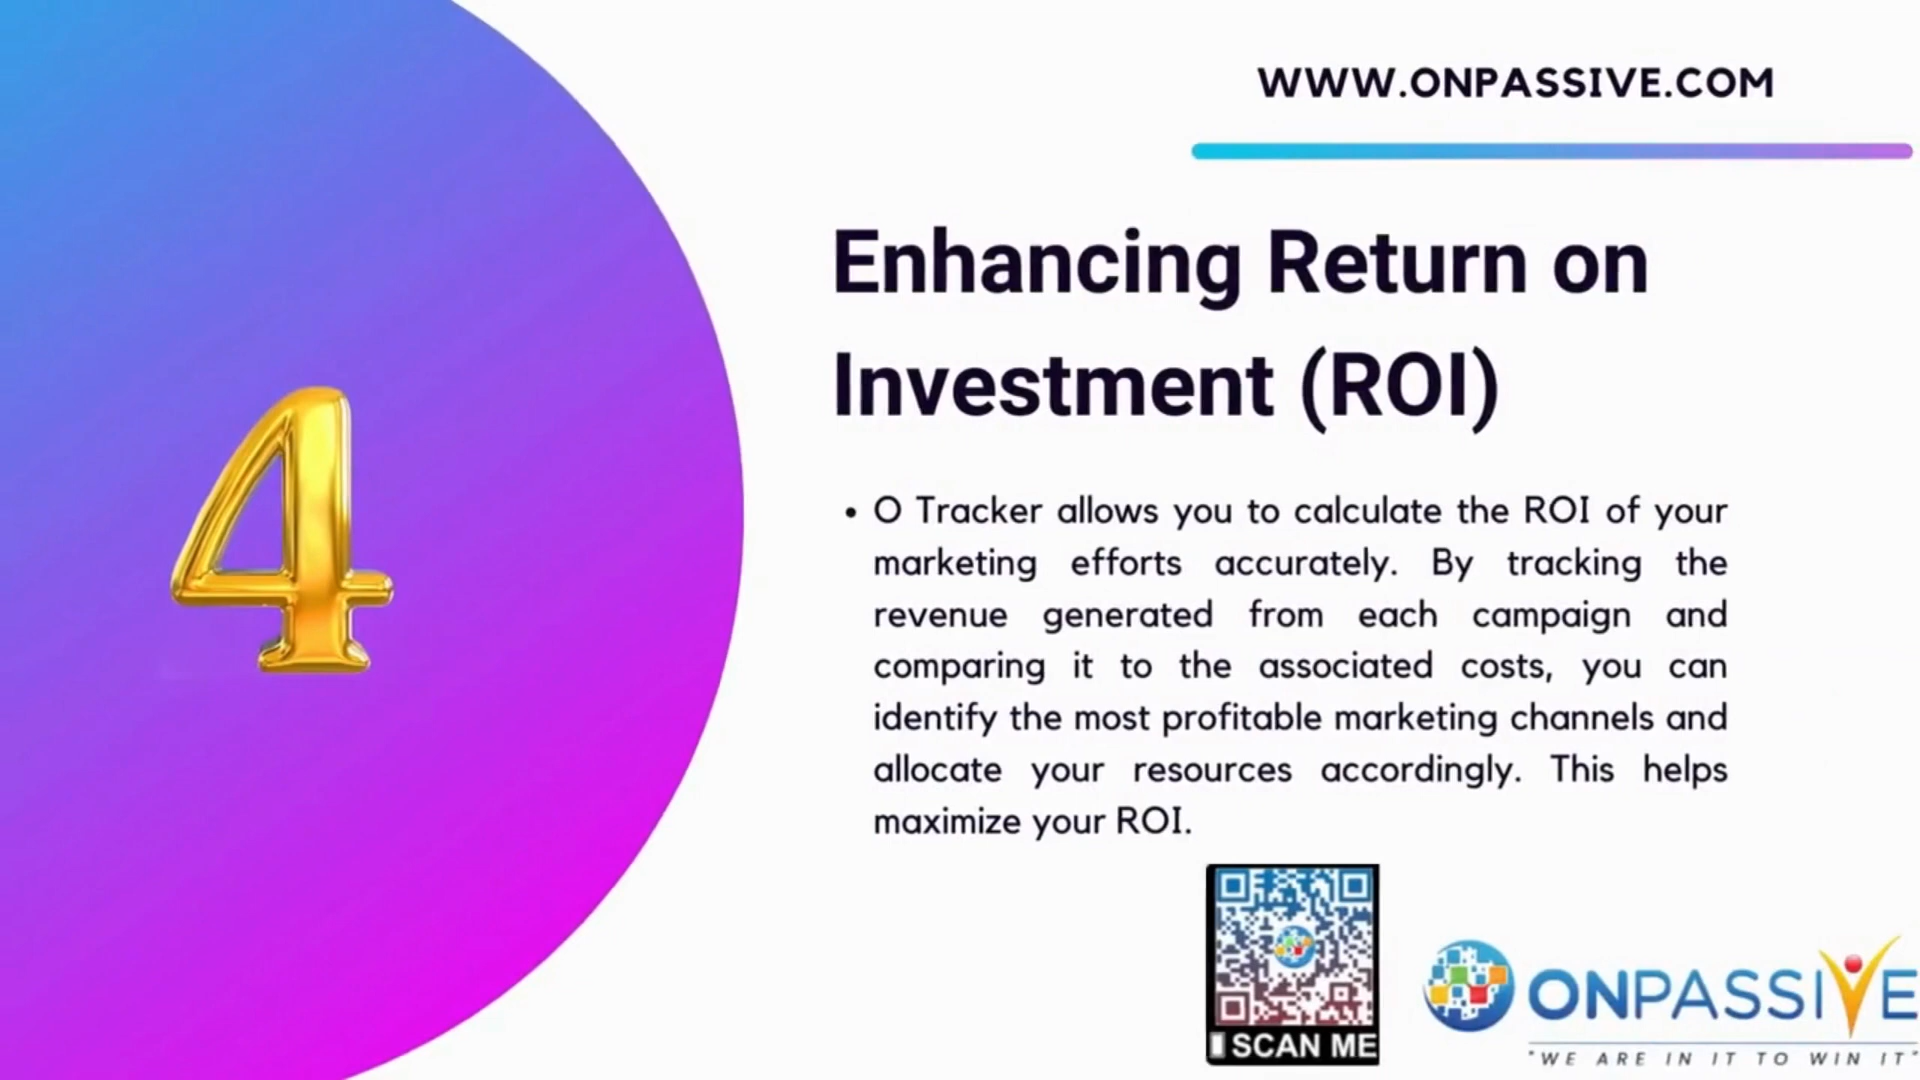 WWW.ONPASSIVE.COM
Enhancing Return on
Investment (ROI)
4
• O Tracker allows you to calculate the ROI of your
marketing efforts accurately. By tracking the
revenue generated from each campaign and
comparing it to the associated costs, you can
identify the most profitable marketing channels and
allocate your resources accordingly. This helps
maximize your ROI.
SCAN ME
ONPASSIVE
"WE ARE IN IT TO WIN IT"